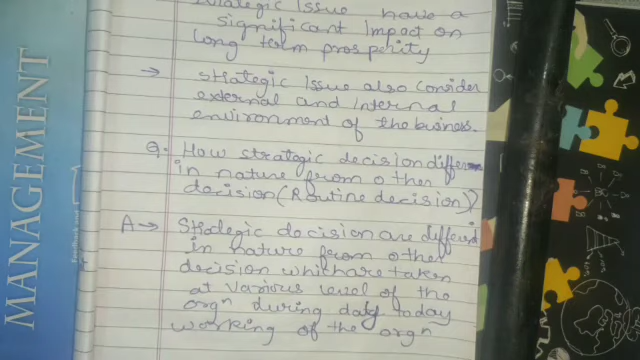 Strategic Issue have a
significant Impact on
long term prosperity
→ Strategic Issue also Consider
external and internal
environment of the business.
Q. How strategic decision differ
in nature from other
decision (Routine decision)
A → Strategic decision are different
in nature from other
decision which are taken
at various level of the
orgn during day today
working of the orgn
MANAGEMENT